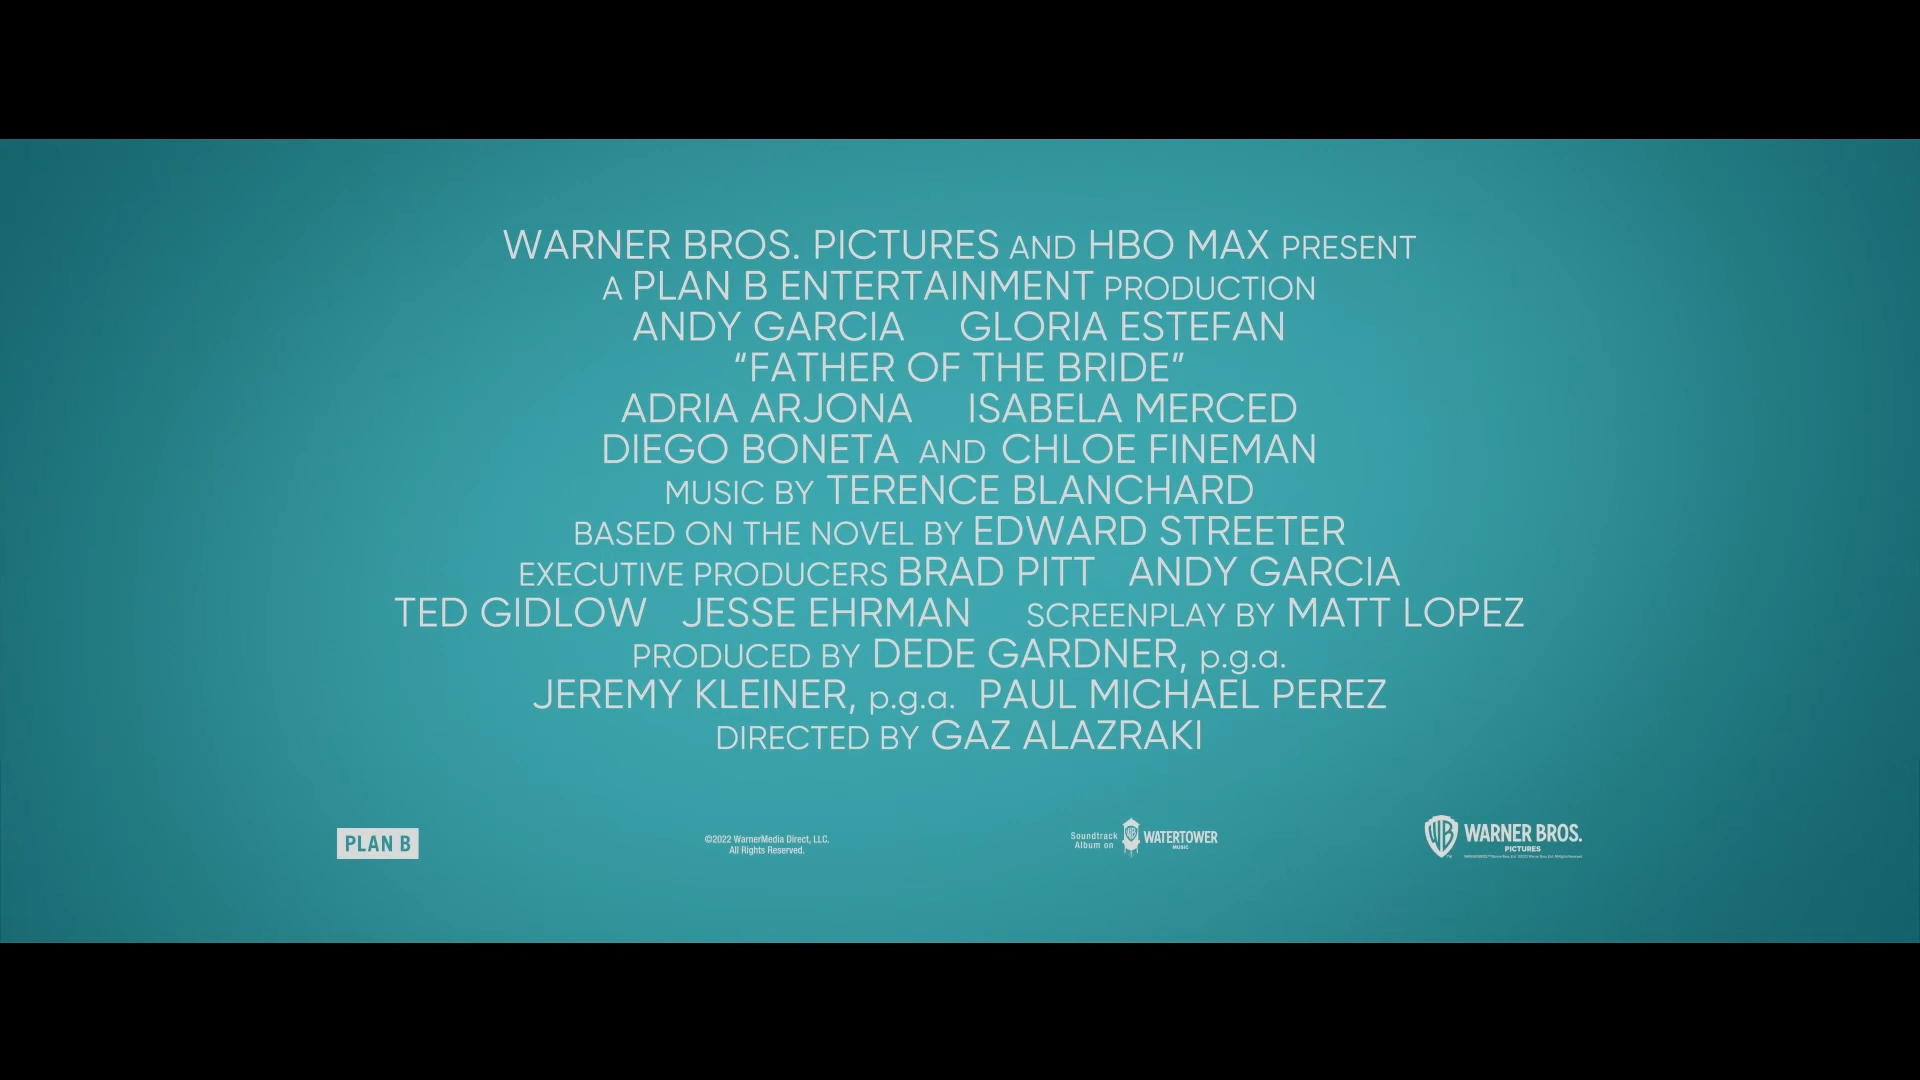 WARNER BROS. PICTURES AND HBO MAX PRESENT
A PLAN B ENTERTAINMENT PRODUCTION
ANDY GARCIA GLORIA ESTEFAN
“FATHER OF THE BRIDE”
ADRIA ARJONA ISABELA MERCED
DIEGO BONETA AND CHLOE FINEMAN
MUSIC BY TERENCE BLANCHARD
BASED ON THE NOVEL BY EDWARD STREETER
EXECUTIVE PRODUCERS BRAD PITT ANDY GARCIA
TED GIDLOW JESSE EHRMAN SCREENPLAY BY MATT LOPEZ
PRODUCED BY DEDE GARDNER, p.g.a.
JEREMY KLEINER, p.g.a. PAUL MICHAEL PEREZ
DIRECTED BY GAZ ALAZRAKI
PLAN B
©2022 WarnerMedia Direct, LLC.
All Rights Reserved.
Soundtrack
Album on
WATERTOWER
MUSIC
WB WARNER BROS.
PICTURES